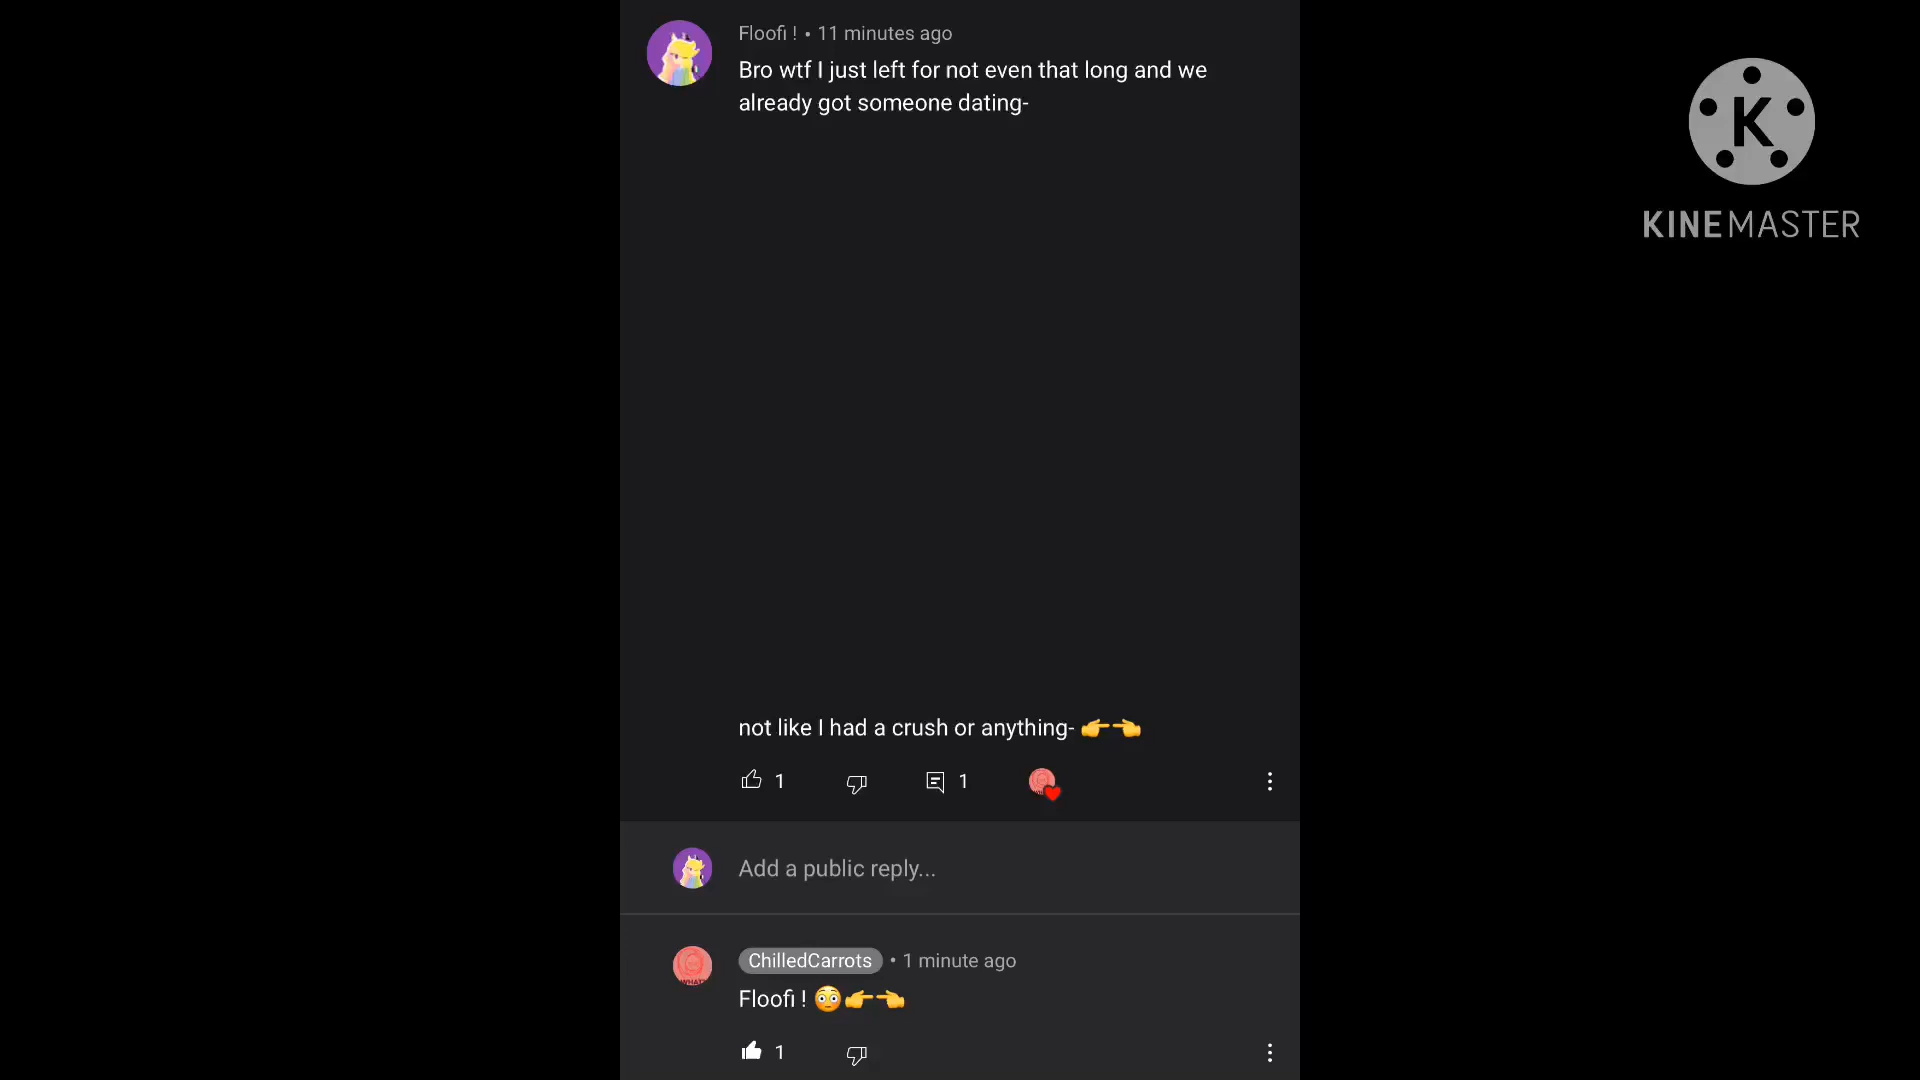 Floofi ! • 11 minutes ago
Bro wtf I just left for not even that long and we
already got someone dating-
K
KINEMASTER
not like I had a crush or anything- 👉👈
1
1
Add a public reply...
ChilledCarrots • 1 minute ago
Floofi ! 😳👉👈
1